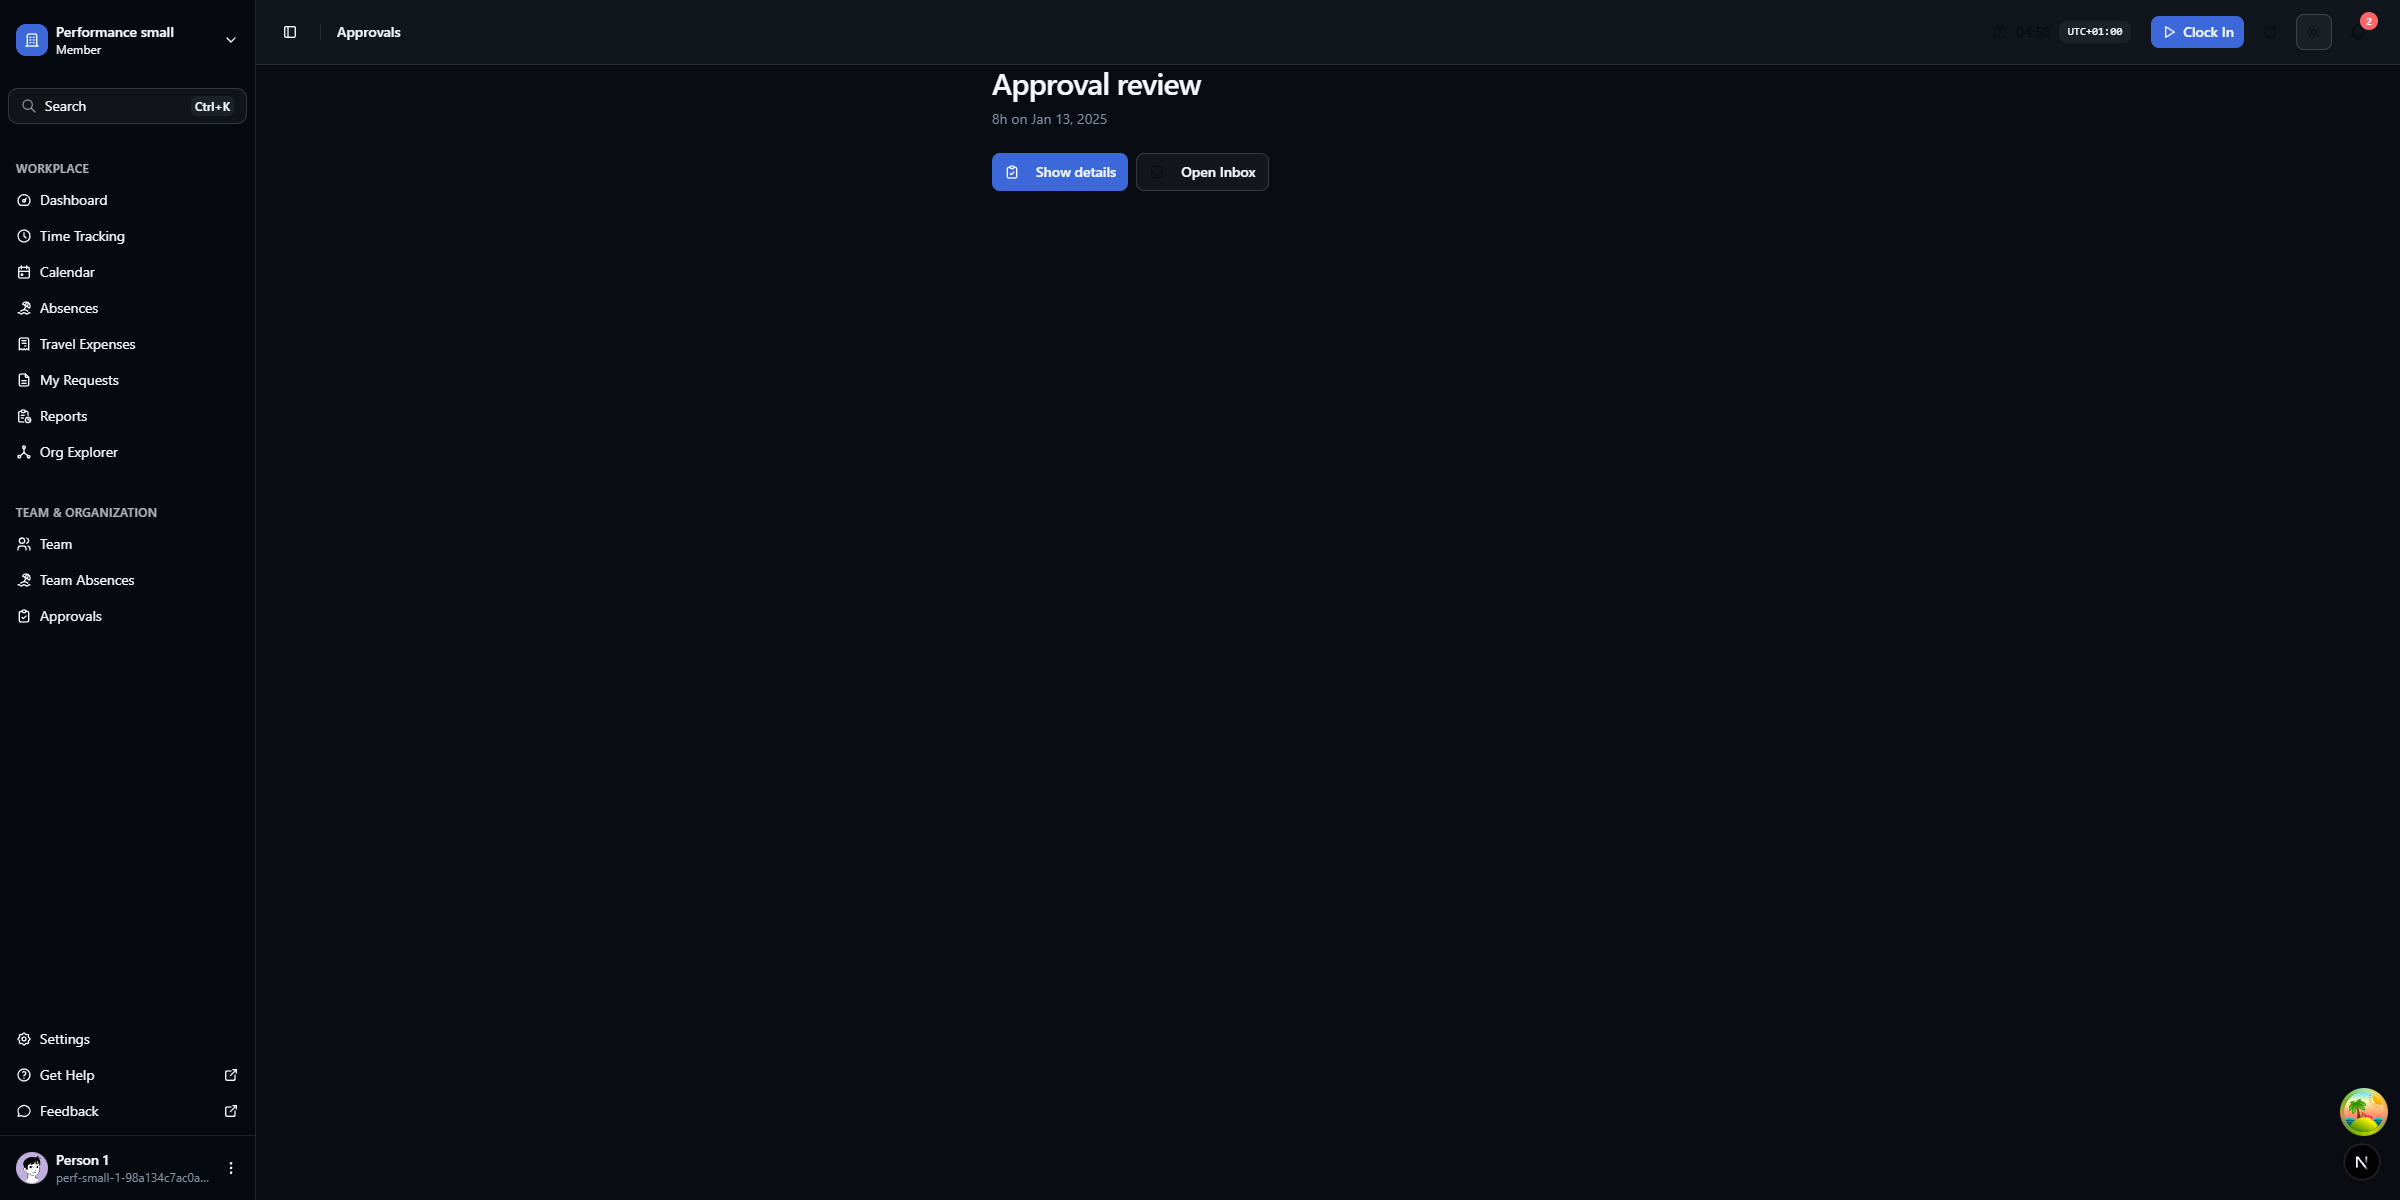 Performance small
Member
Search
Ctrl+K
WORKPLACE
Dashboard
Time Tracking
Calendar
Absences
Travel Expenses
My Requests
Reports
Org Explorer
TEAM & ORGANIZATION
Team
Team Absences
Approvals
Settings
Get Help
Feedback
Person 1
perf-small-1-98a134c7ac0a...
Approvals
UTC+01:00
Clock In
2
Approval review
8h on Jan 13, 2025
Show details
Open Inbox
N